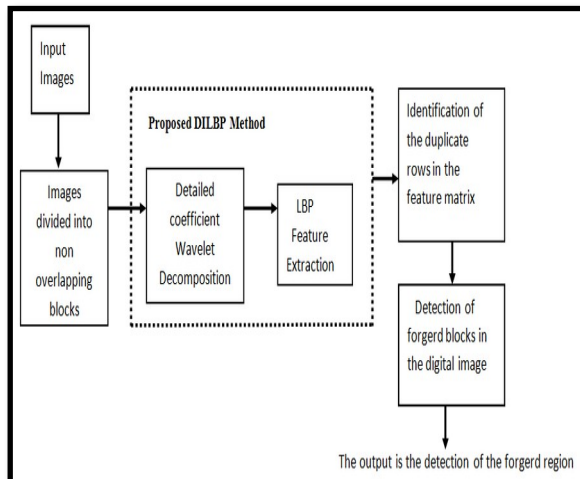 Input
Images
Images
divided into
non
overlapping
blocks
Proposed DILBP Method
Detailed
coefficient
Wavelet
Decomposition
LBP
Feature
Extraction
Identification of
the duplicate
rows in the
feature matrix
Detection of
forgerd blocks in
the digital image
The output is the detection of the forgerd region